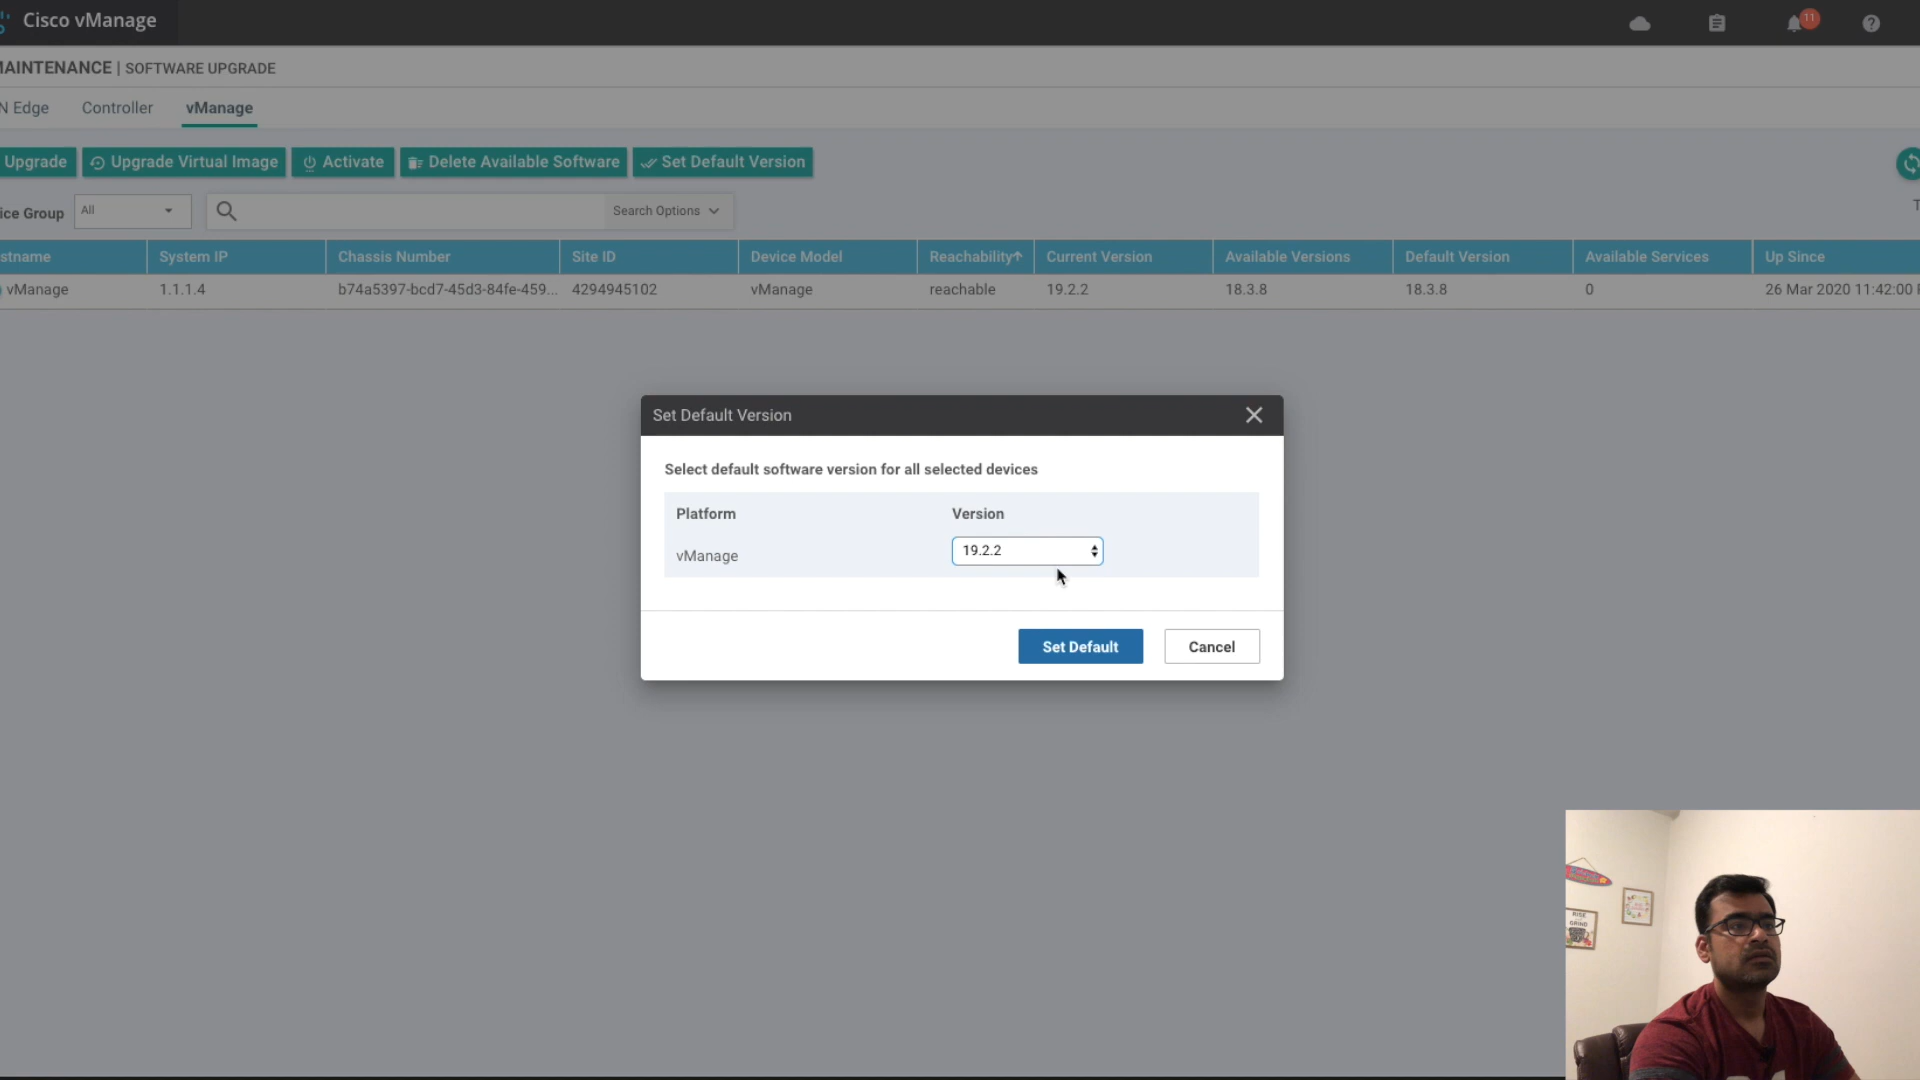 Cisco vManage
11
MAINTENANCE | SOFTWARE UPGRADE
N Edge Controller vManage
Upgrade Upgrade Virtual Image Activate Delete Available Software Set Default Version
ice Group All Search Options
stname System IP Chassis Number Site ID Device Model Reachability Current Version Available Versions Default Version Available Services Up Since
vManage 1.1.1.4 b74a5397-bcd7-45d3-84fe-459... 4294945102 vManage reachable 19.2.2 18.3.8 18.3.8 0 26 Mar 2020 11:42:00
Set Default Version
Select default software version for all selected devices
Platform Version
vManage 19.2.2
Set Default Cancel
RISE
GRIND